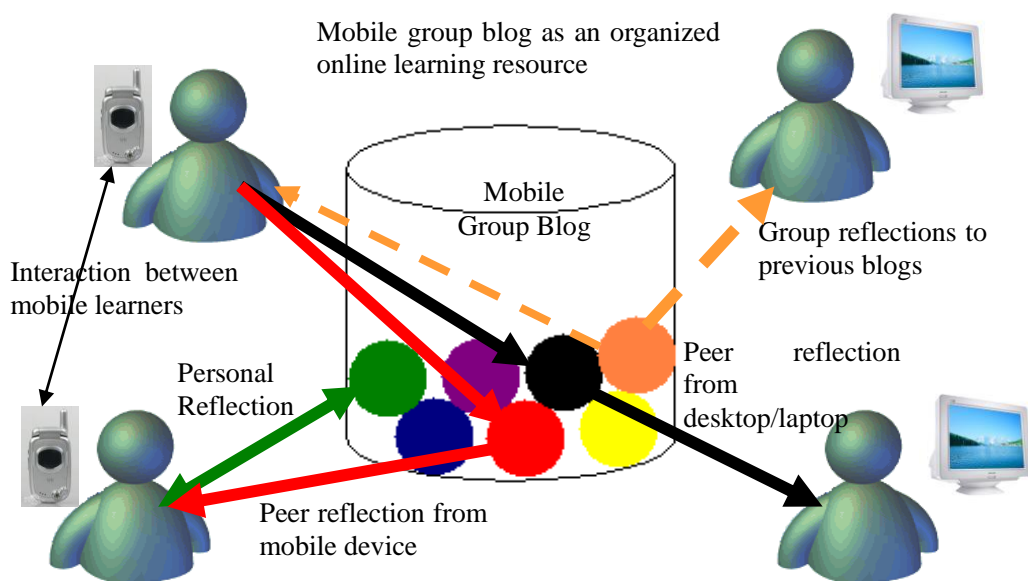 Mobile group blog as an organized
online learning resource
Mobile
Group Blog
Group reflections to
previous blogs
Interaction between
mobile learners
Personal
Reflection
Peer reflection
from
desktop/laptop
Peer reflection from
mobile device